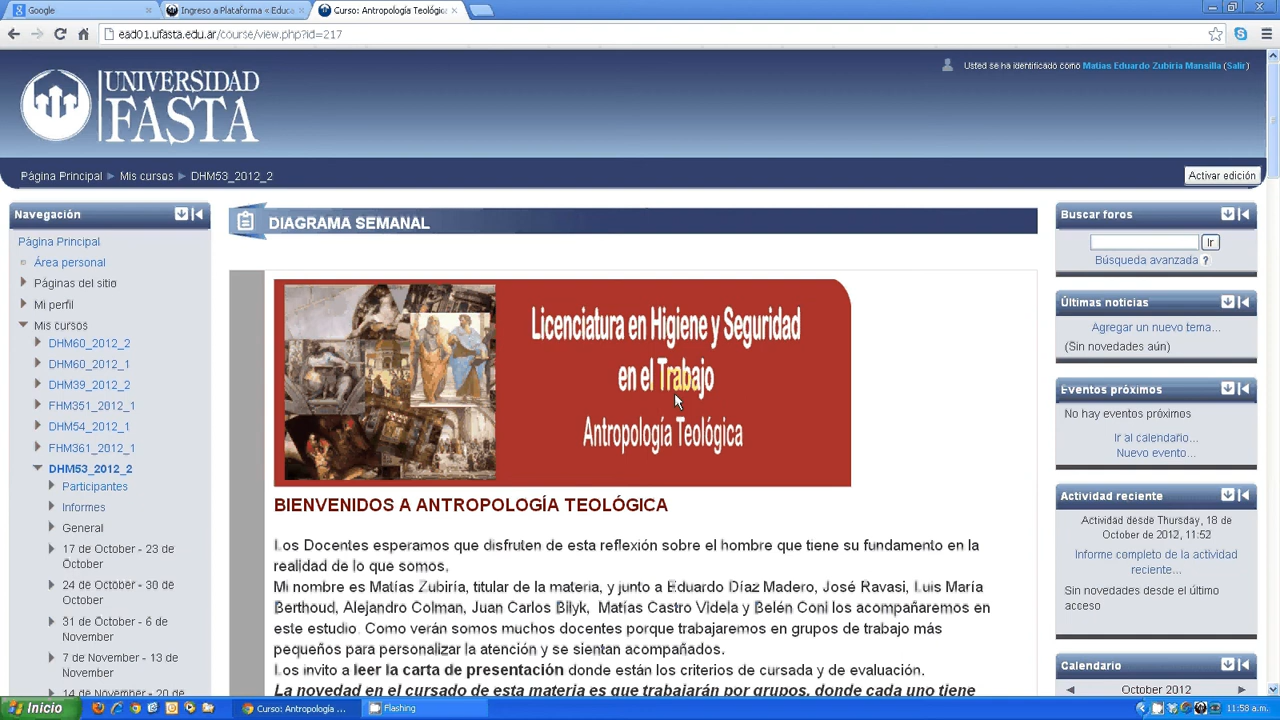 Google
Ingreso a Plataforma « Educa
Curso: Antropología Teológic
ead01.ufasta.edu.ar/course/view.php?id=217
UNIVERSIDAD
FASTA
Usted se ha identificado como Matías Eduardo Zubiría Mansilla (Salir)
Página Principal ► Mis cursos ► DHM53_2012_2
Activar edición
Navegación
Página Principal
Área personal
Páginas del sitio
Mi perfil
Mis cursos
DHM60_2012_2
DHM60_2012_1
DHM39_2012_2
FHM351_2012_1
DHM54_2012_1
FHM361_2012_1
DHM53_2012_2
Participantes
Informes
General
17 de October - 23 de
October
24 de October - 30 de
October
31 de October - 6 de
November
7 de November - 13 de
November
14 de November - 20 de
DIAGRAMA SEMANAL
Licenciatura en Higiene y Seguridad
en el Trabajo
Antropología Teológica
BIENVENIDOS A ANTROPOLOGÍA TEOLÓGICA
Los Docentes esperamos que disfruten de esta reflexión sobre el hombre que tiene su fundamento en la
realidad de lo que somos.
Mi nombre es Matías Zubiría, titular de la materia, y junto a Eduardo Díaz Madero, José Ravasi, Luis María
Berthoud, Alejandro Colman, Juan Carlos Bilyk, Matías Castro Videla y Belén Coni los acompañaremos en
este estudio. Como verán somos muchos docentes porque trabajaremos en grupos de trabajo más
pequeños para personalizar la atención y se sientan acompañados.
Los invito a leer la carta de presentación donde están los criterios de cursada y de evaluación.
La novedad en el cursado de esta materia es que trabajarán por grupos, donde cada uno tiene
Buscar foros
Ir
Búsqueda avanzada ?
Últimas noticias
Agregar un nuevo tema...
(Sin novedades aún)
Eventos próximos
No hay eventos próximos
Ir al calendario...
Nuevo evento...
Actividad reciente
Actividad desde Thursday, 18 de
October de 2012, 11:52
Informe completo de la actividad
reciente...
Sin novedades desde el último
acceso
Calendario
◄ October 2012 ►
Inicio
Curso: Antropología ...
Flashing
11:58 a.m.